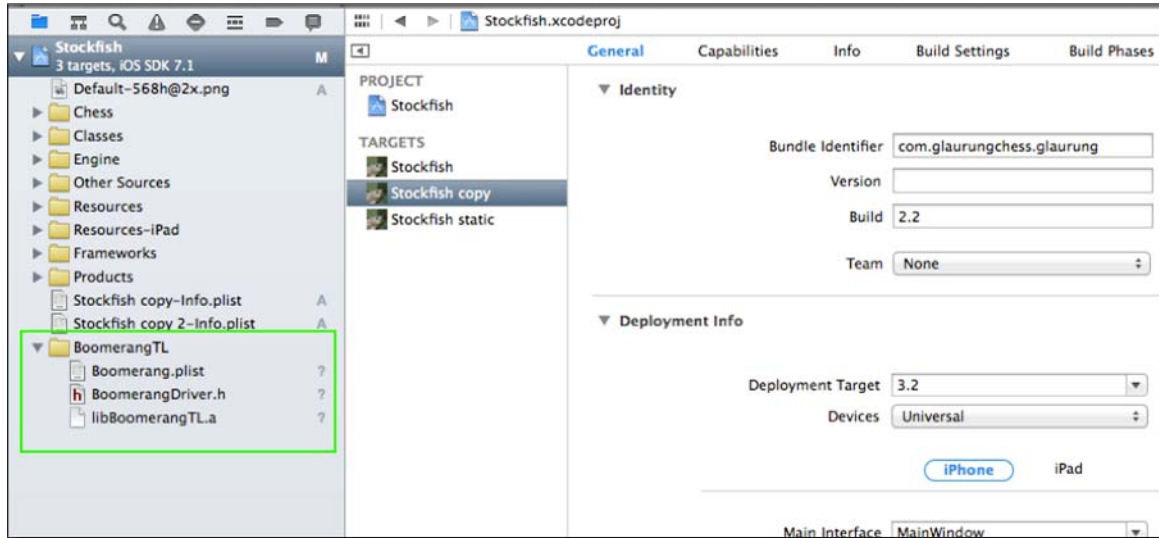 Stockfish.xcodeproj
Stockfish
3 targets, iOS SDK 7.1
M
Default-568h@2x.png A
Chess
Classes
Engine
Other Sources
Resources
Resources-iPad
Frameworks
Products
Stockfish copy-Info.plist A
Stockfish copy 2-Info.plist A
BoomerangTL
Boomerang.plist ?
h BoomerangDriver.h ?
libBoomerangTL.a ?
General Capabilities Info Build Settings Build Phases
PROJECT
Stockfish
TARGETS
Stockfish
Stockfish copy
Stockfish static
Identity
Bundle Identifier com.glaurungchess.glaurung
Version
Build 2.2
Team None
Deployment Info
Deployment Target 3.2
Devices Universal
iPhone iPad
Main Interface MainWindow